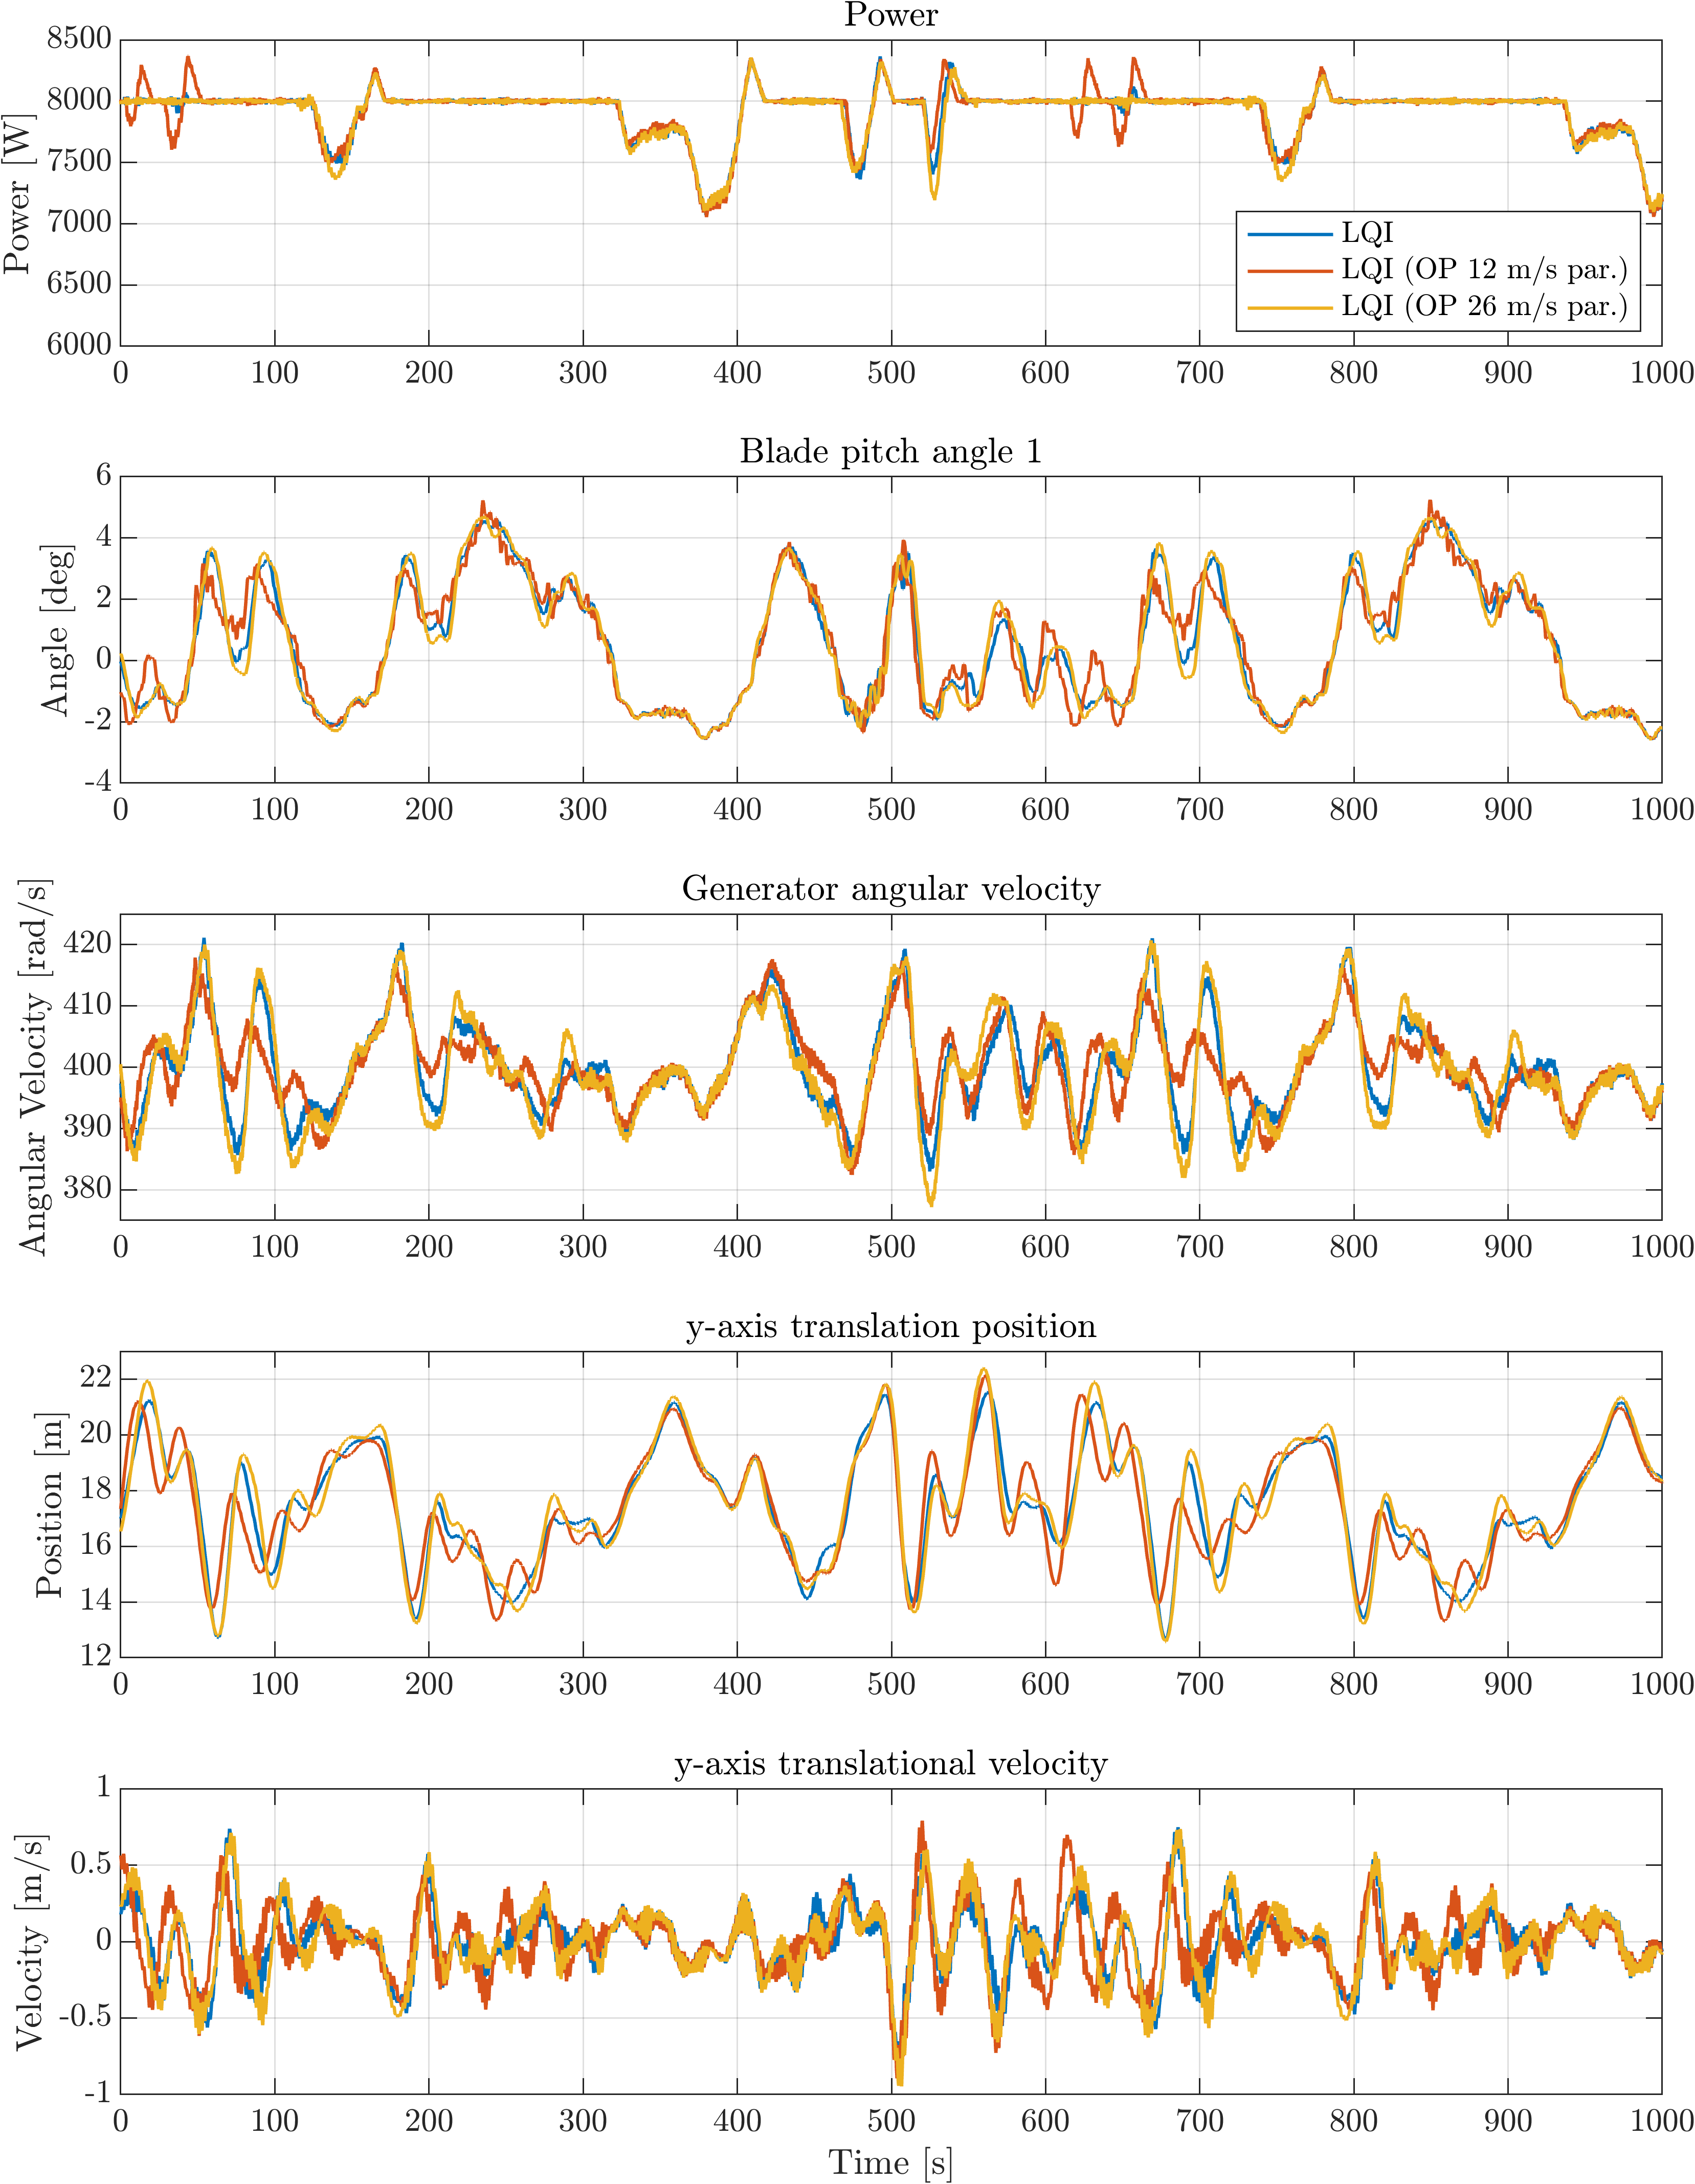 Power
8500
8000
7500
7000
6500
6000
Power [W]
LQI
LQI (OP 12 m/s par.)
LQI (OP 26 m/s par.)
0 100 200 300 400 500 600 700 800 900 1000
Blade pitch angle 1
6
4
2
0
-2
-4
Angle [deg]
0 100 200 300 400 500 600 700 800 900 1000
Generator angular velocity
420
410
400
390
380
Angular Velocity [rad/s]
0 100 200 300 400 500 600 700 800 900 1000
y-axis translation position
22
20
18
16
14
12
Position [m]
0 100 200 300 400 500 600 700 800 900 1000
y-axis translational velocity
1
0.5
0
-0.5
-1
Velocity [m/s]
0 100 200 300 400 500 600 700 800 900 1000
Time [s]